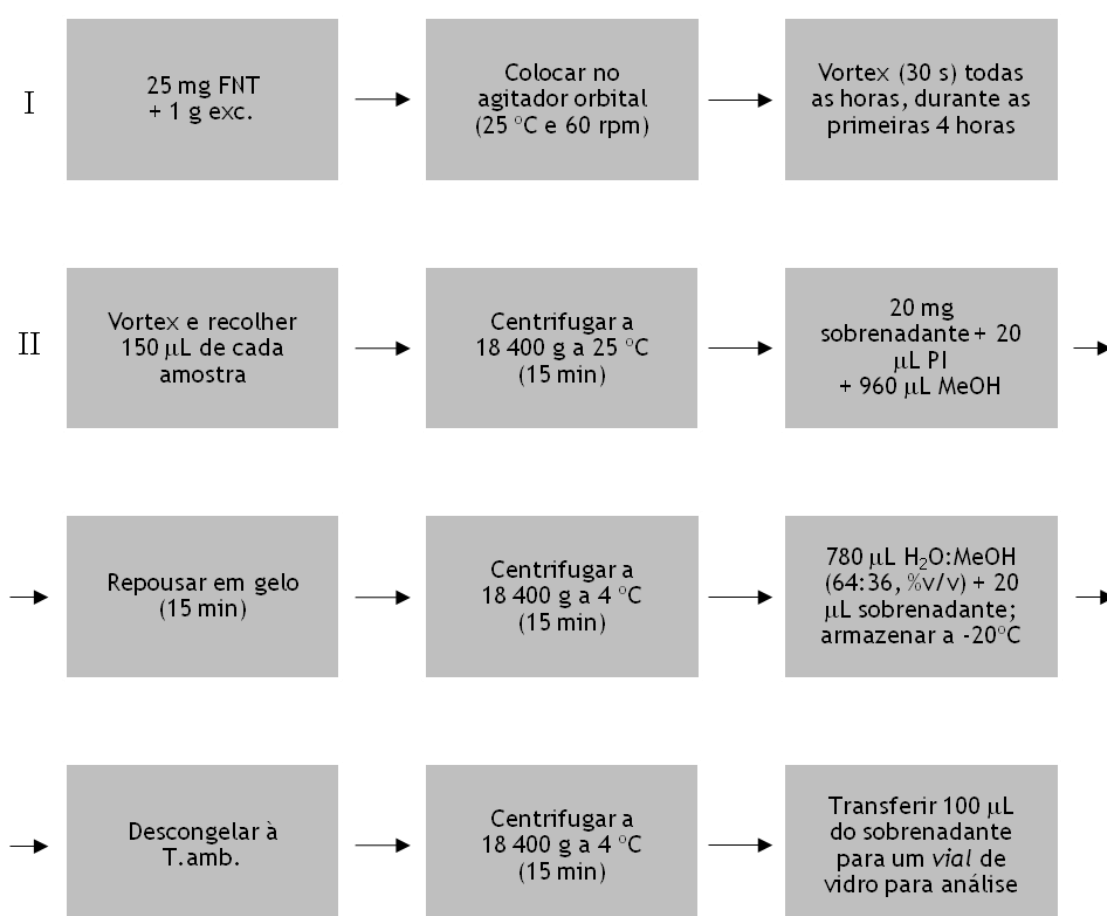 I
25 mg FNT
+ 1 g exc.
Colocar no
agitador orbital
(25 °C e 60 rpm)
Vortex (30 s) todas
as horas, durante as
primeiras 4 horas
II
Vortex e recolher
150 μL de cada
amostra
Centrifugar a
18 400 g a 25 °C
(15 min)
20 mg
sobrenadante + 20
μL PI
+ 960 μL MeOH
Repousar em gelo
(15 min)
Centrifugar a
18 400 g a 4 °C
(15 min)
780 μL H₂O:MeOH
(64:36, %v/v) + 20
μL sobrenadante;
armazenar a -20°C
Descongelar à
T.amb.
Centrifugar a
18 400 g a 4 °C
(15 min)
Transferir 100 μL
do sobrenadante
para um vial de
vidro para análise